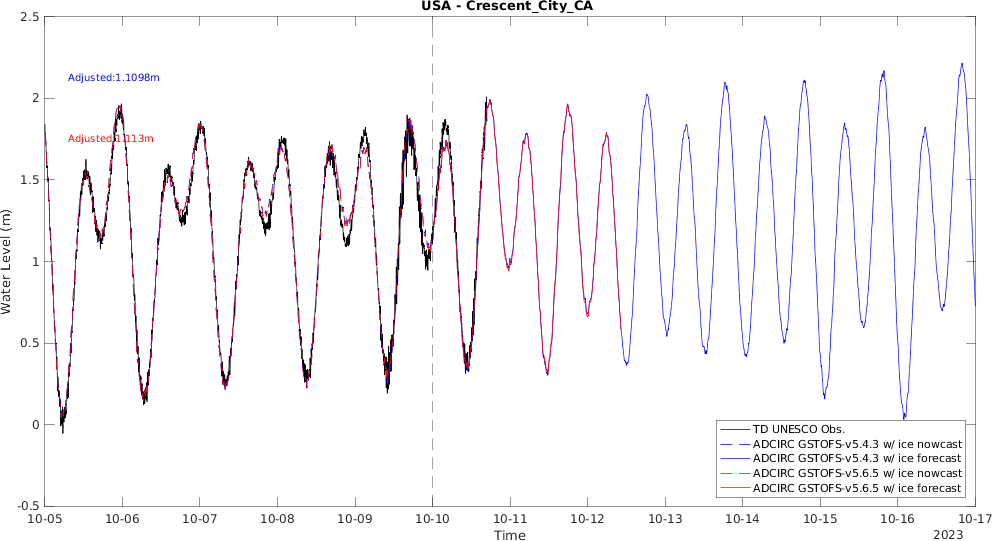 USA - Crescent_City_CA
2.5
2
1.5
1
0.5
0
-0.5
Water Level (m)
Adjusted:1.1098m
Adjusted:1.113m
TD UNESCO Obs.
ADCIRC GSTOFS-v5.4.3 w/ ice nowcast
ADCIRC GSTOFS-v5.4.3 w/ ice forecast
ADCIRC GSTOFS-v5.6.5 w/ ice nowcast
ADCIRC GSTOFS-v5.6.5 w/ ice forecast
10-05 10-06 10-07 10-08 10-09 10-10 10-11 10-12 10-13 10-14 10-15 10-16 10-17
Time
2023